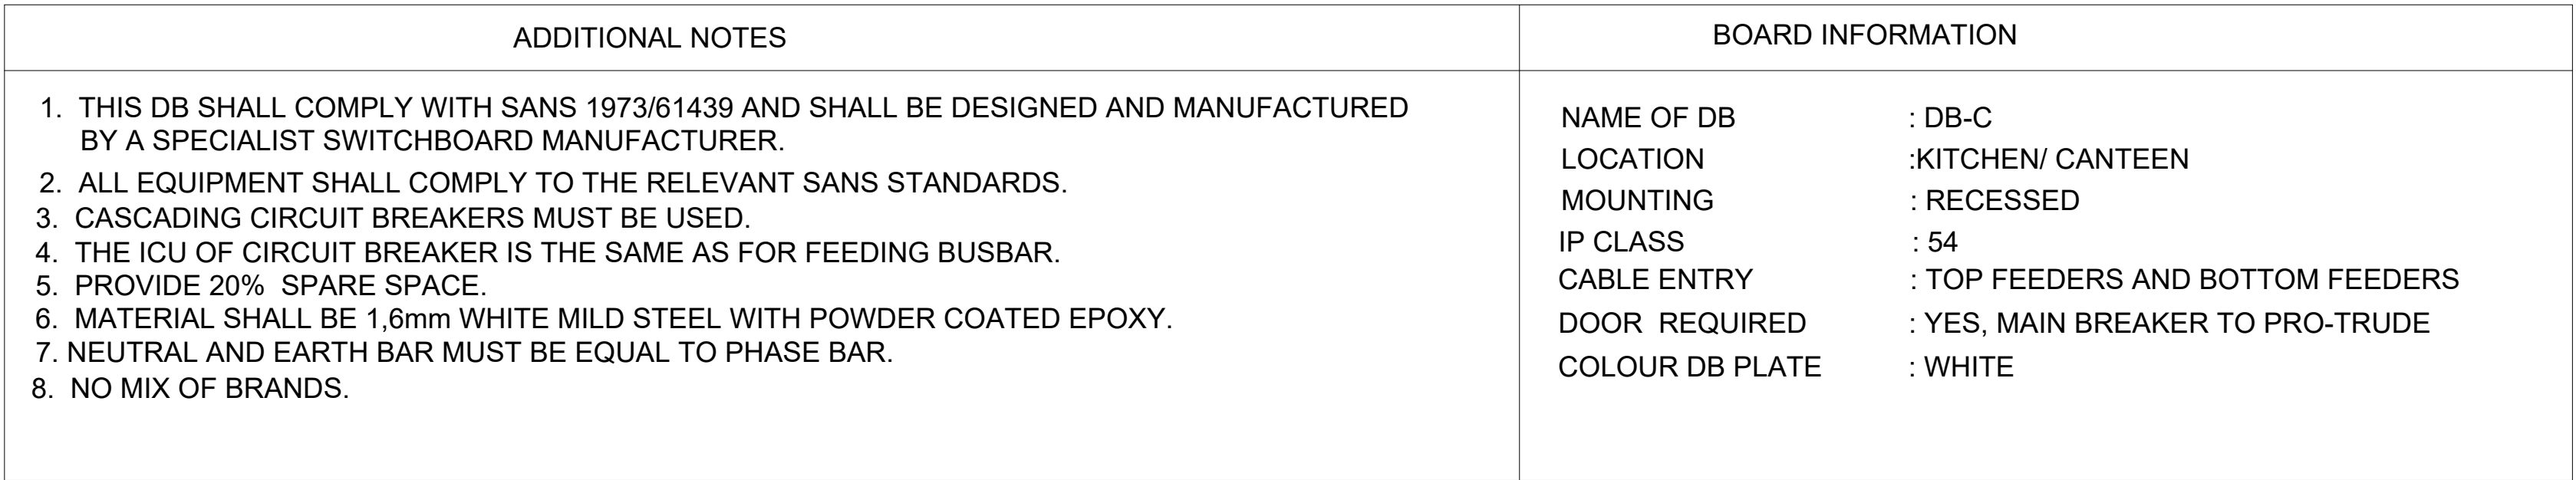 ADDITIONAL NOTES
1. THIS DB SHALL COMPLY WITH SANS 1973/61439 AND SHALL BE DESIGNED AND MANUFACTURED
BY A SPECIALIST SWITCHBOARD MANUFACTURER.
2. ALL EQUIPMENT SHALL COMPLY TO THE RELEVANT SANS STANDARDS.
3. CASCADING CIRCUIT BREAKERS MUST BE USED.
4. THE ICU OF CIRCUIT BREAKER IS THE SAME AS FOR FEEDING BUSBAR.
5. PROVIDE 20% SPARE SPACE.
6. MATERIAL SHALL BE 1,6mm WHITE MILD STEEL WITH POWDER COATED EPOXY.
7. NEUTRAL AND EARTH BAR MUST BE EQUAL TO PHASE BAR.
8. NO MIX OF BRANDS.
BOARD INFORMATION
NAME OF DB : DB-C
LOCATION :KITCHEN/ CANTEEN
MOUNTING : RECESSED
IP CLASS : 54
CABLE ENTRY : TOP FEEDERS AND BOTTOM FEEDERS
DOOR REQUIRED : YES, MAIN BREAKER TO PRO-TRUDE
COLOUR DB PLATE : WHITE